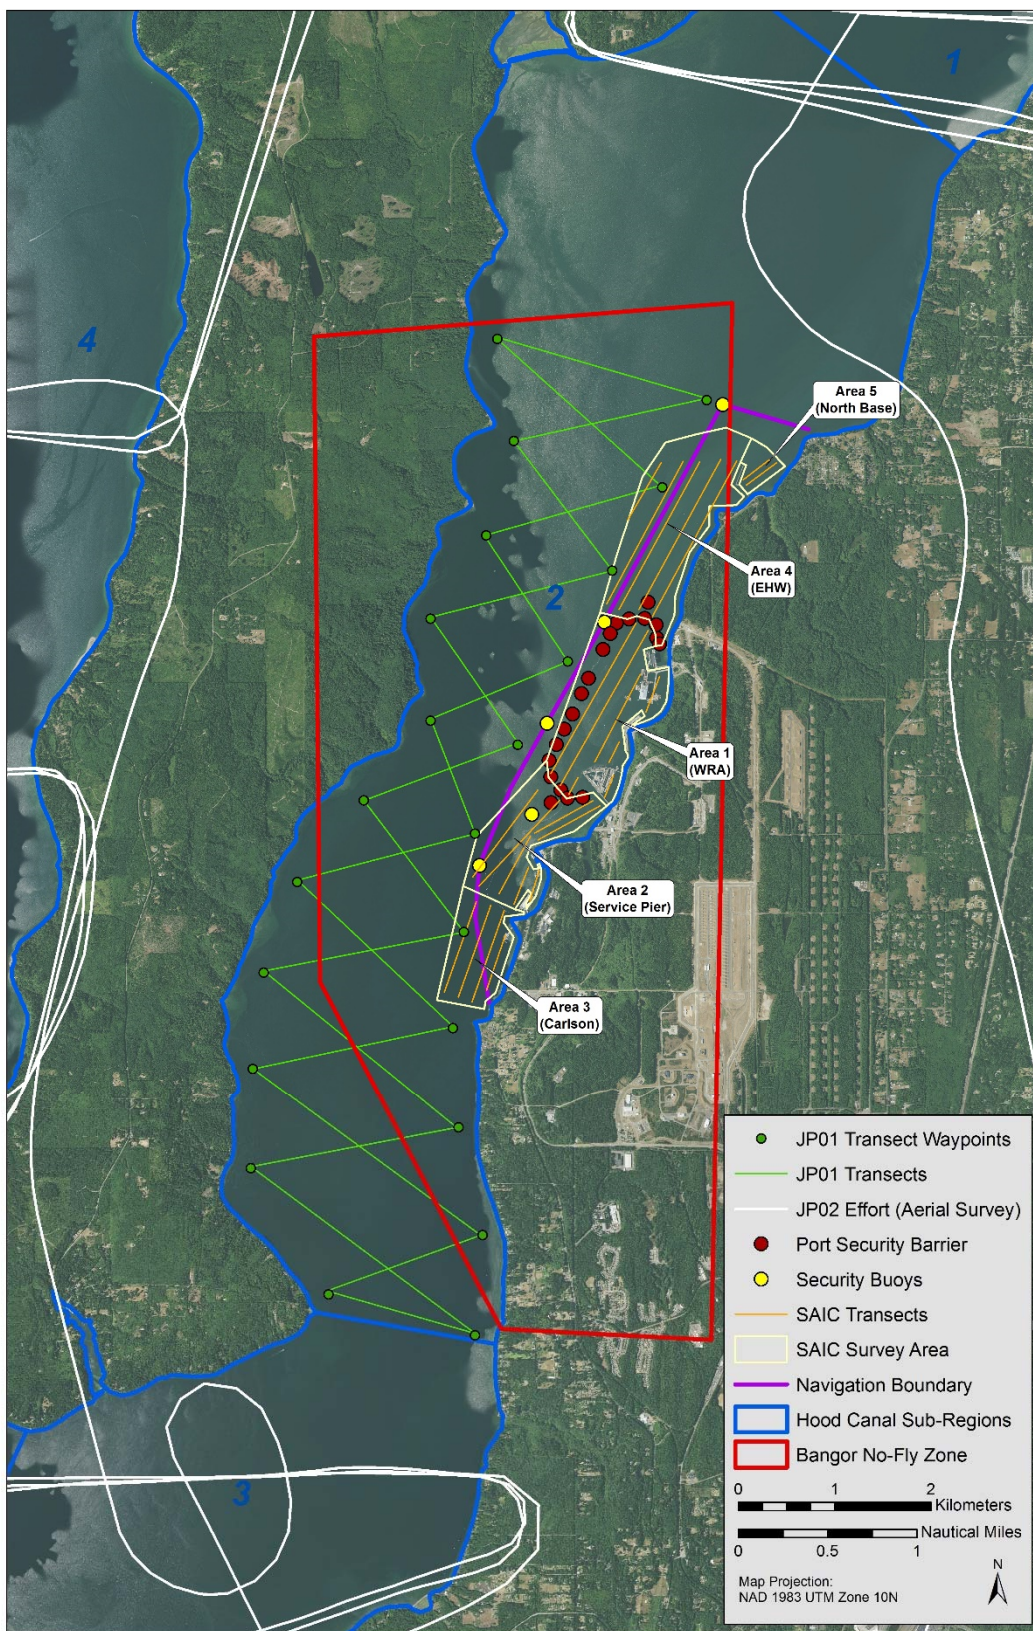 1
4
Area 5
(North Base)
Area 4
(EHW)
2
Area 1
(WRA)
Area 2
(Service Pier)
Area 3
(Carlson)
3
JP01 Transect Waypoints
JP01 Transects
JP02 Effort (Aerial Survey)
Port Security Barrier
Security Buoys
SAIC Transects
SAIC Survey Area
Navigation Boundary
Hood Canal Sub-Regions
Bangor No-Fly Zone
0 1 2
Kilometers
Nautical Miles
0 0.5 1
Map Projection:
NAD 1983 UTM Zone 10N
N